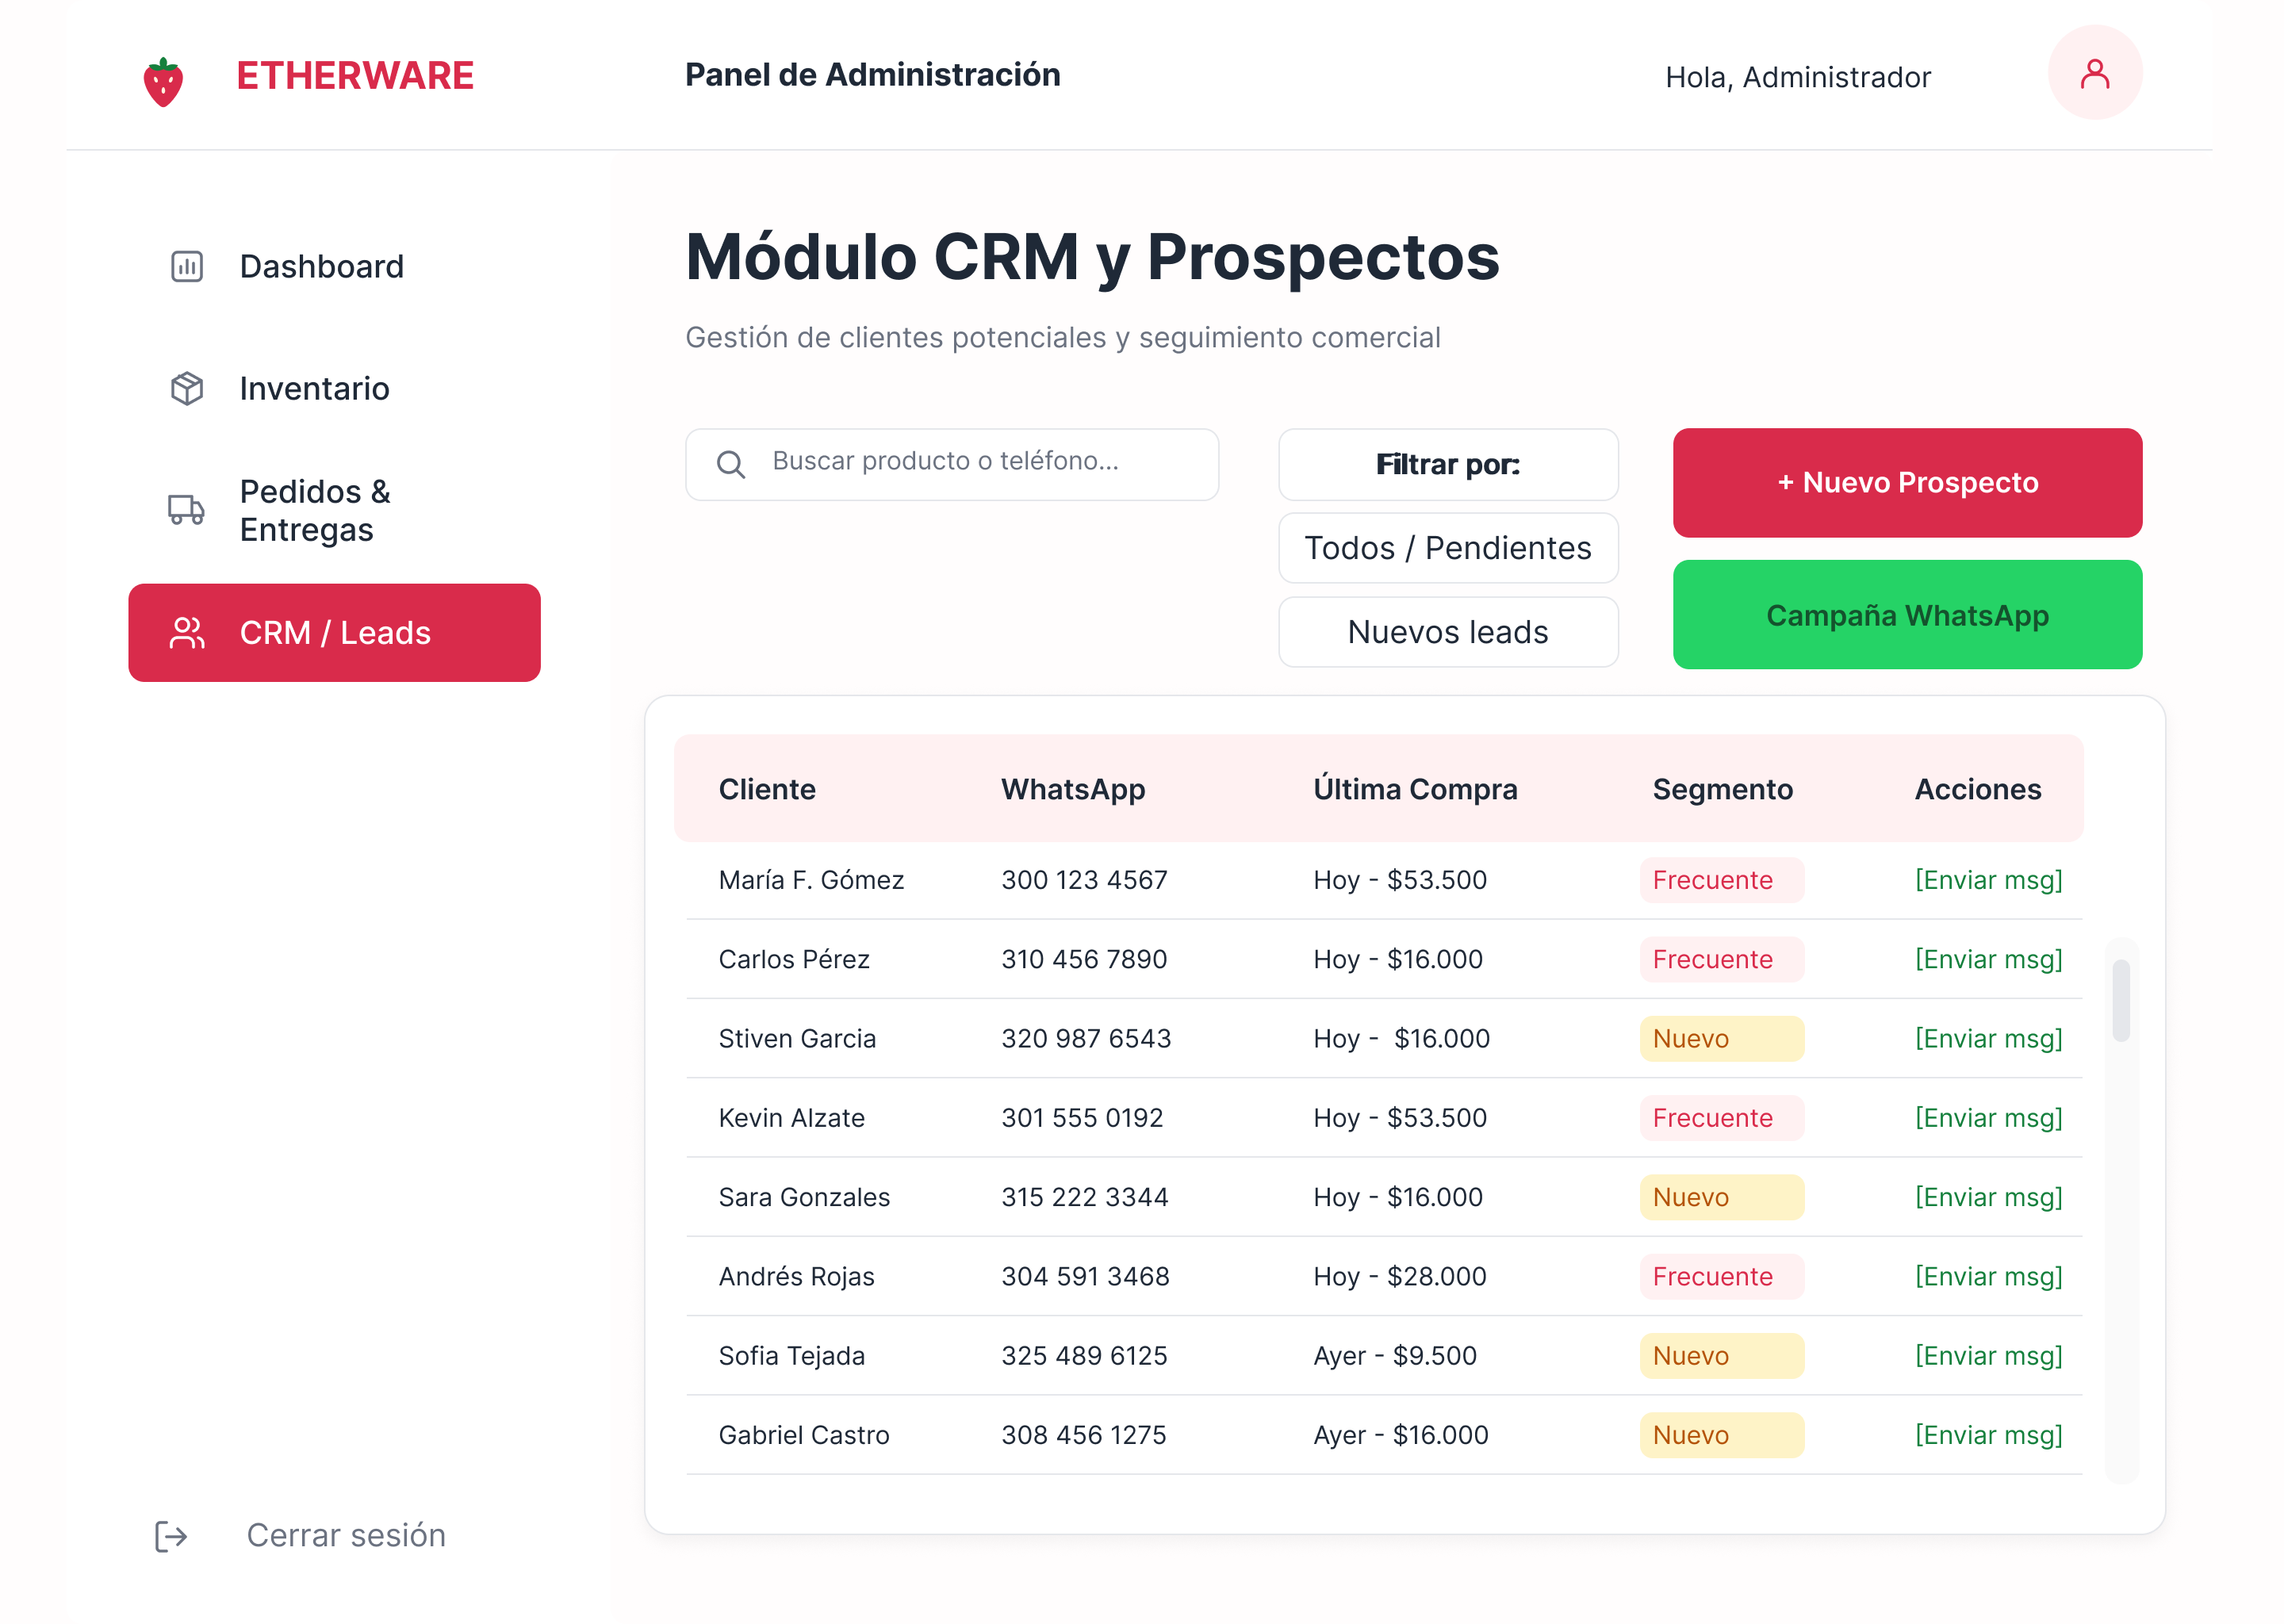 ETHERWARE
Panel de Administración
Hola, Administrador
Dashboard
Inventario
Pedidos &
Entregas
CRM / Leads
Cerrar sesión
Módulo CRM y Prospectos
Gestión de clientes potenciales y seguimiento comercial
Buscar producto o teléfono...
Filtrar por:
Todos / Pendientes
Nuevos leads
+ Nuevo Prospecto
Campaña WhatsApp
Cliente WhatsApp Última Compra Segmento Acciones
María F. Gómez 300 123 4567 Hoy - $53.500 Frecuente [Enviar msg]
Carlos Pérez 310 456 7890 Hoy - $16.000 Frecuente [Enviar msg]
Stiven Garcia 320 987 6543 Hoy -  $16.000 Nuevo [Enviar msg]
Kevin Alzate 301 555 0192 Hoy - $53.500 Frecuente [Enviar msg]
Sara Gonzales 315 222 3344 Hoy - $16.000 Nuevo [Enviar msg]
Andrés Rojas 304 591 3468 Hoy - $28.000 Frecuente [Enviar msg]
Sofia Tejada 325 489 6125 Ayer - $9.500 Nuevo [Enviar msg]
Gabriel Castro 308 456 1275 Ayer - $16.000 Nuevo [Enviar msg]